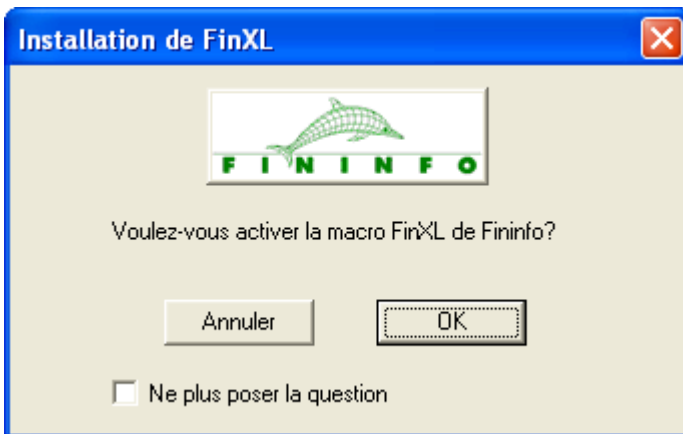 Installation de FinXL
FININFO
Voulez-vous activer la macro FinXL de Fininfo?
Annuler
OK
Ne plus poser la question